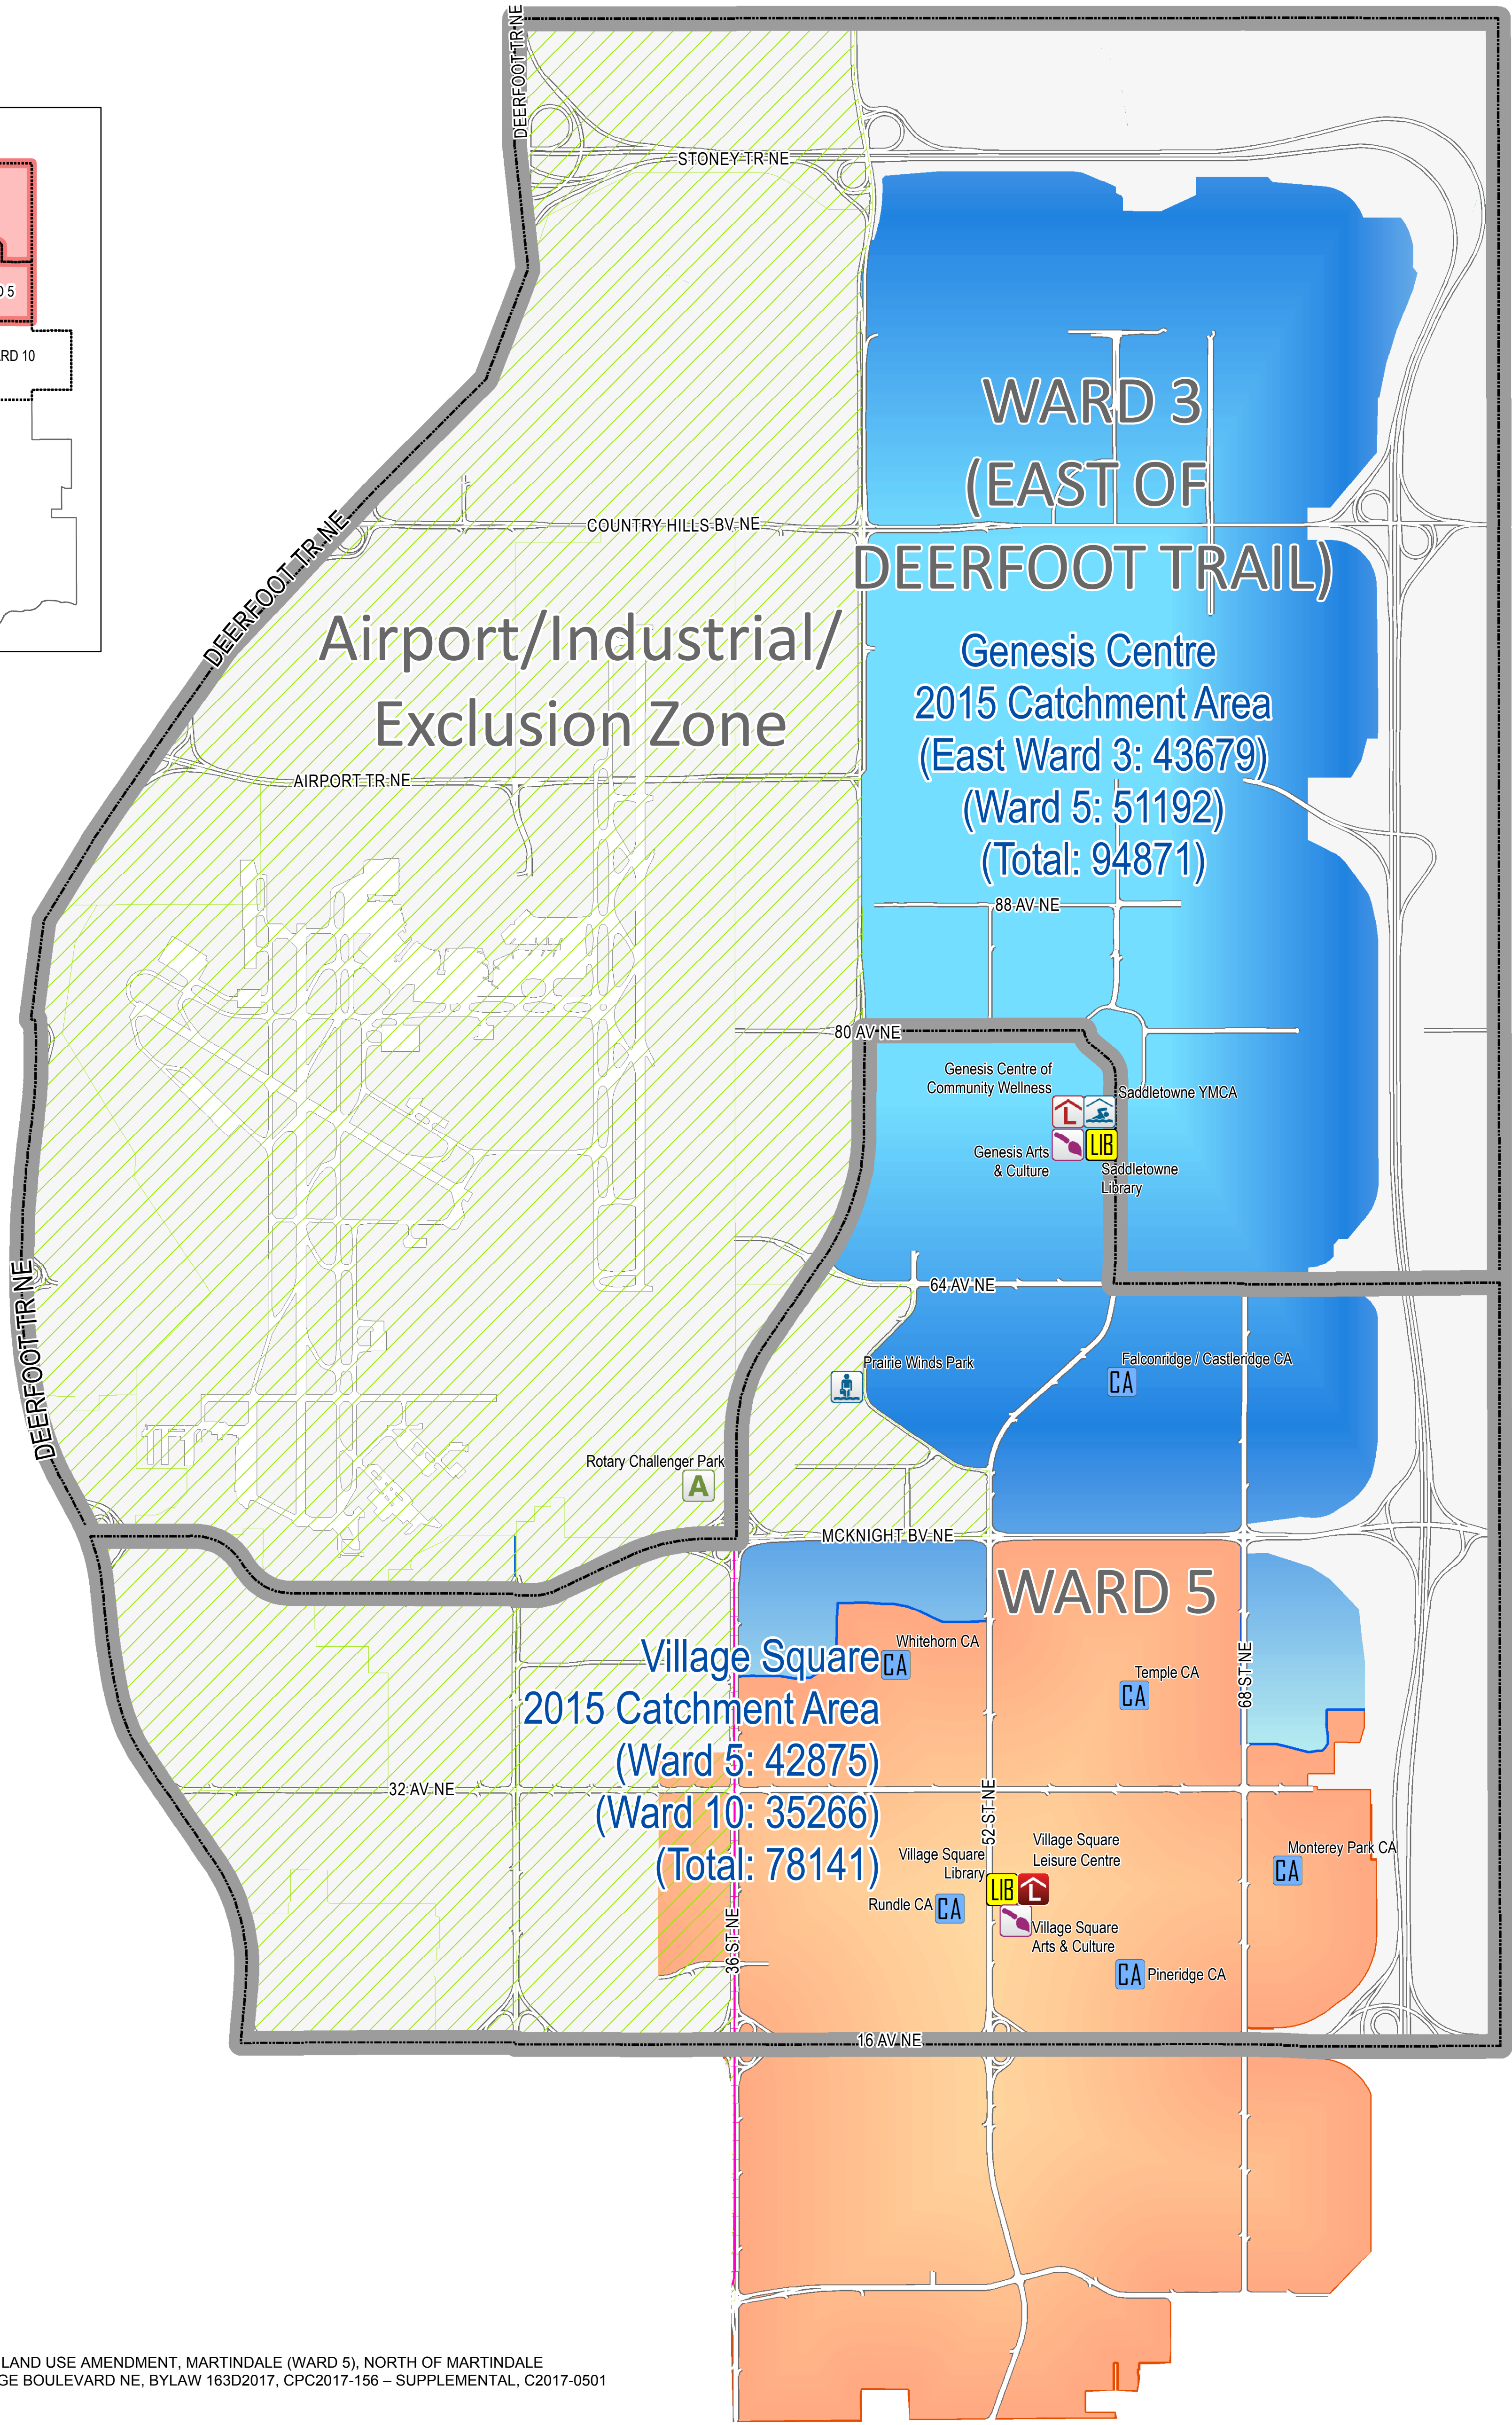 DEERFOOT TR NE
STONEY TR NE
D 5
RD 10
WARD 3
(EAST OF
DEERFOOT TRAIL)
COUNTRY HILLS BV NE
DEERFOOT TR NE
Airport/Industrial/
Exclusion Zone
Genesis Centre
2015 Catchment Area
(East Ward 3: 43679)
(Ward 5: 51192)
(Total: 94871)
AIRPORT TR NE
88 AV NE
80 AV NE
Genesis Centre of
Community Wellness
Saddletowne YMCA
L
LIB
Genesis Arts
& Culture
Saddletowne
Library
DEERFOOT TR NE
64 AV NE
Prairie Winds Park
Falconridge / Castleridge CA
CA
Rotary Challenger Park
A
MCKNIGHT BV NE
WARD 5
Whitehorn CA
CA
Temple CA
CA
68 ST NE
Village Square
2015 Catchment Area
(Ward 5: 42875)
(Ward 10: 35266)
(Total: 78141)
32 AV NE
52 ST NE
Village Square
Library
Village Square
Leisure Centre
LIB
L
Monterey Park CA
CA
Rundle CA
CA
Village Square
Arts & Culture
36 ST NE
CA
Pineridge CA
16 AV NE
LAND USE AMENDMENT, MARTINDALE (WARD 5), NORTH OF MARTINDALE
GE BOULEVARD NE, BYLAW 163D2017, CPC2017-156 – SUPPLEMENTAL, C2017-0501